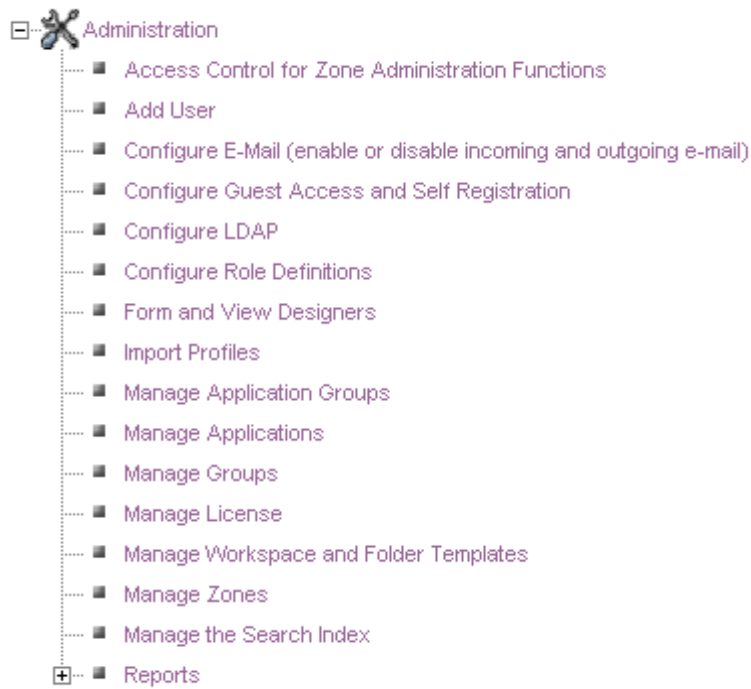 Administration
Access Control for Zone Administration Functions
Add User
Configure E-Mail (enable or disable incoming and outgoing e-mail)
Configure Guest Access and Self Registration
Configure LDAP
Configure Role Definitions
Form and View Designers
Import Profiles
Manage Application Groups
Manage Applications
Manage Groups
Manage License
Manage Workspace and Folder Templates
Manage Zones
Manage the Search Index
Reports